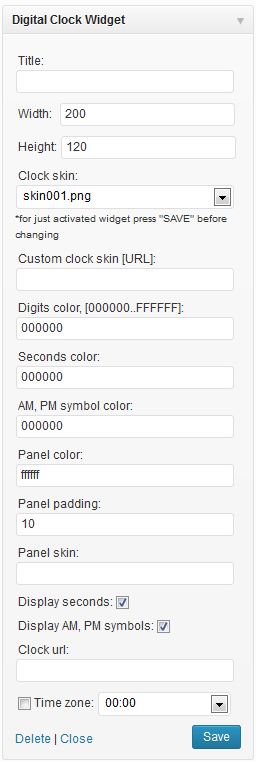 Digital Clock Widget
Title:
Width: 200
Height: 120
Clock skin:
skin001.png
*for just activated widget press "SAVE" before
changing
Custom clock skin [URL]:
Digits color, [000000..FFFFFF]:
000000
Seconds color:
000000
AM, PM symbol color:
000000
Panel color:
ffffff
Panel padding:
10
Panel skin:
Display seconds:
Display AM, PM symbols:
Clock url:
Time zone: 00:00
Delete | Close Save